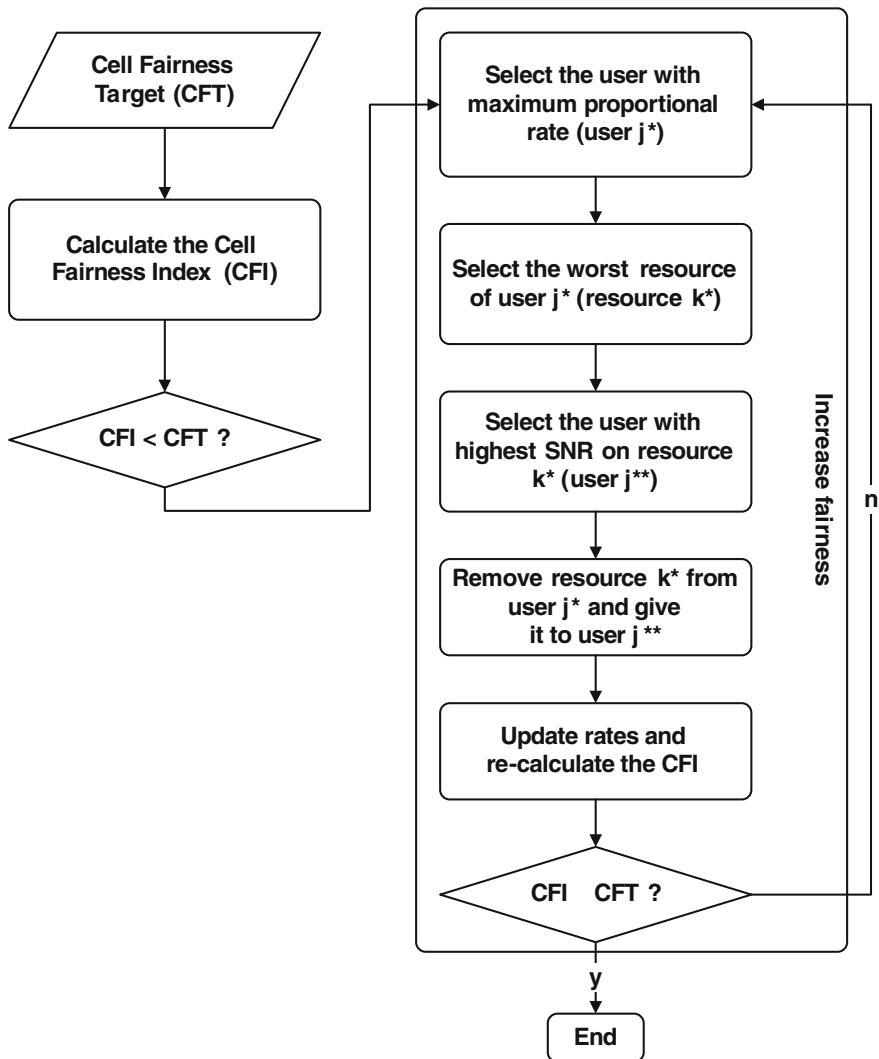 Cell Fairness
Target (CFT)
Calculate the Cell
Fairness Index (CFI)
CFI < CFT ?
Select the user with
maximum proportional
rate (user j*)
Select the worst resource
of user j* (resource k*)
Select the user with
highest SNR on resource
k* (user j**)
Remove resource k* from
user j* and give
it to user j**
Update rates and
re-calculate the CFI
CFI CFT ?
Increase fairness
n
y
End